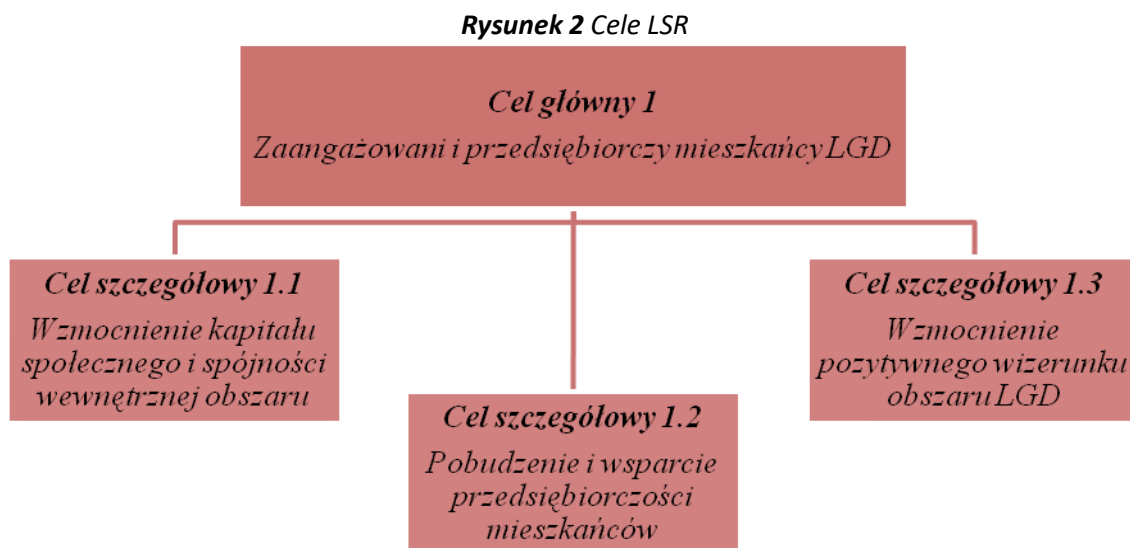 Rysunek 2 Cele LSR
Cel główny 1
Zaangażowani i przedsiębiorczy mieszkańcy LGD
Cel szczegółowy 1.1
Wzmocnienie kapitału
społecznego i spójności
wewnętrznej obszaru
Cel szczegółowy 1.2
Pobudzenie i wsparcie
przedsiębiorczości
mieszkańców
Cel szczegółowy 1.3
Wzmocnienie
pozytywnego wizerunku
obszaru LGD